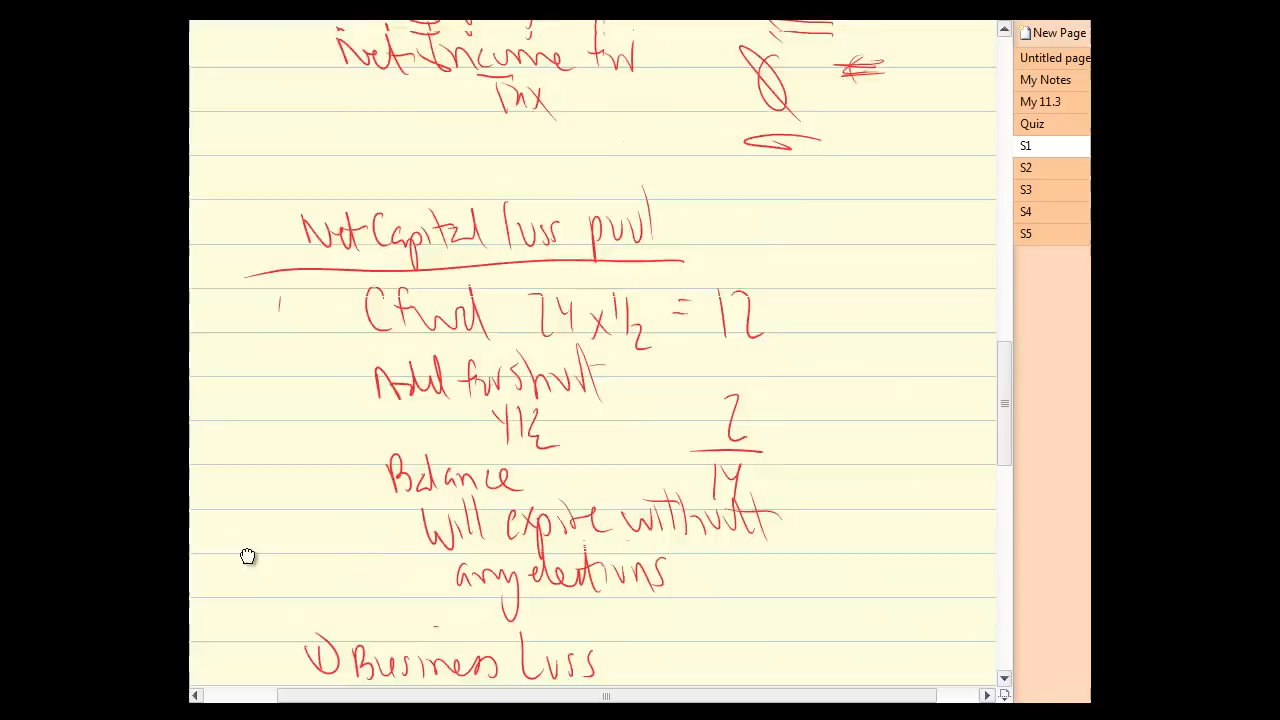 Net Income for
Tax
Net Capital loss pool
Cfwd 24 x 1/2 = 12
Add for short
4/2 2
Balance 14
Will expire without
any elections
1) Business Loss
New Page
Untitled page
My Notes
My 11.3
Quiz
S1
S2
S3
S4
S5